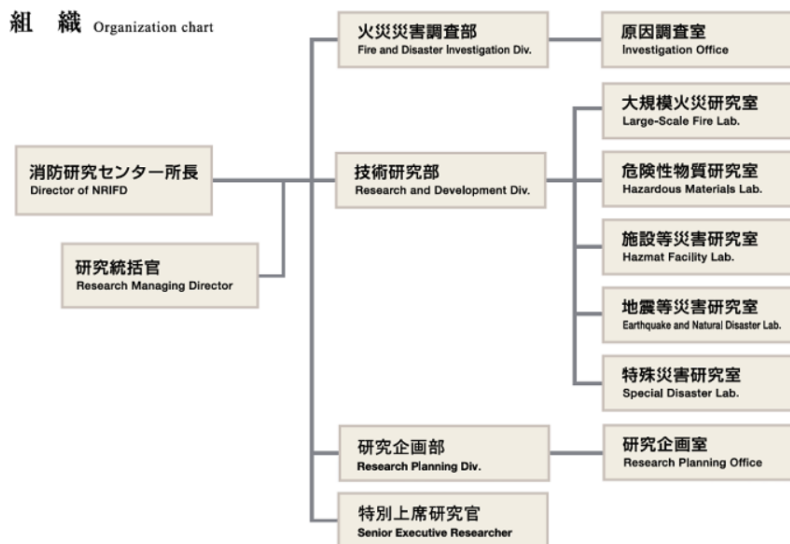 組 織 Organization chart
火災災害調査部
Fire and Disaster Investigation Div.
原因調査室
Investigation Office
大規模火災研究室
Large-Scale Fire Lab.
消防研究センター所長
Director of NRIFD
技術研究部
Research and Development Div.
危険性物質研究室
Hazardous Materials Lab.
施設等災害研究室
Hazmat Facility Lab.
研究統括官
Research Managing Director
地震等災害研究室
Earthquake and Natural Disaster Lab.
特殊災害研究室
Special Disaster Lab.
研究企画部
Research Planning Div.
研究企画室
Research Planning Office
特別上席研究官
Senior Executive Researcher